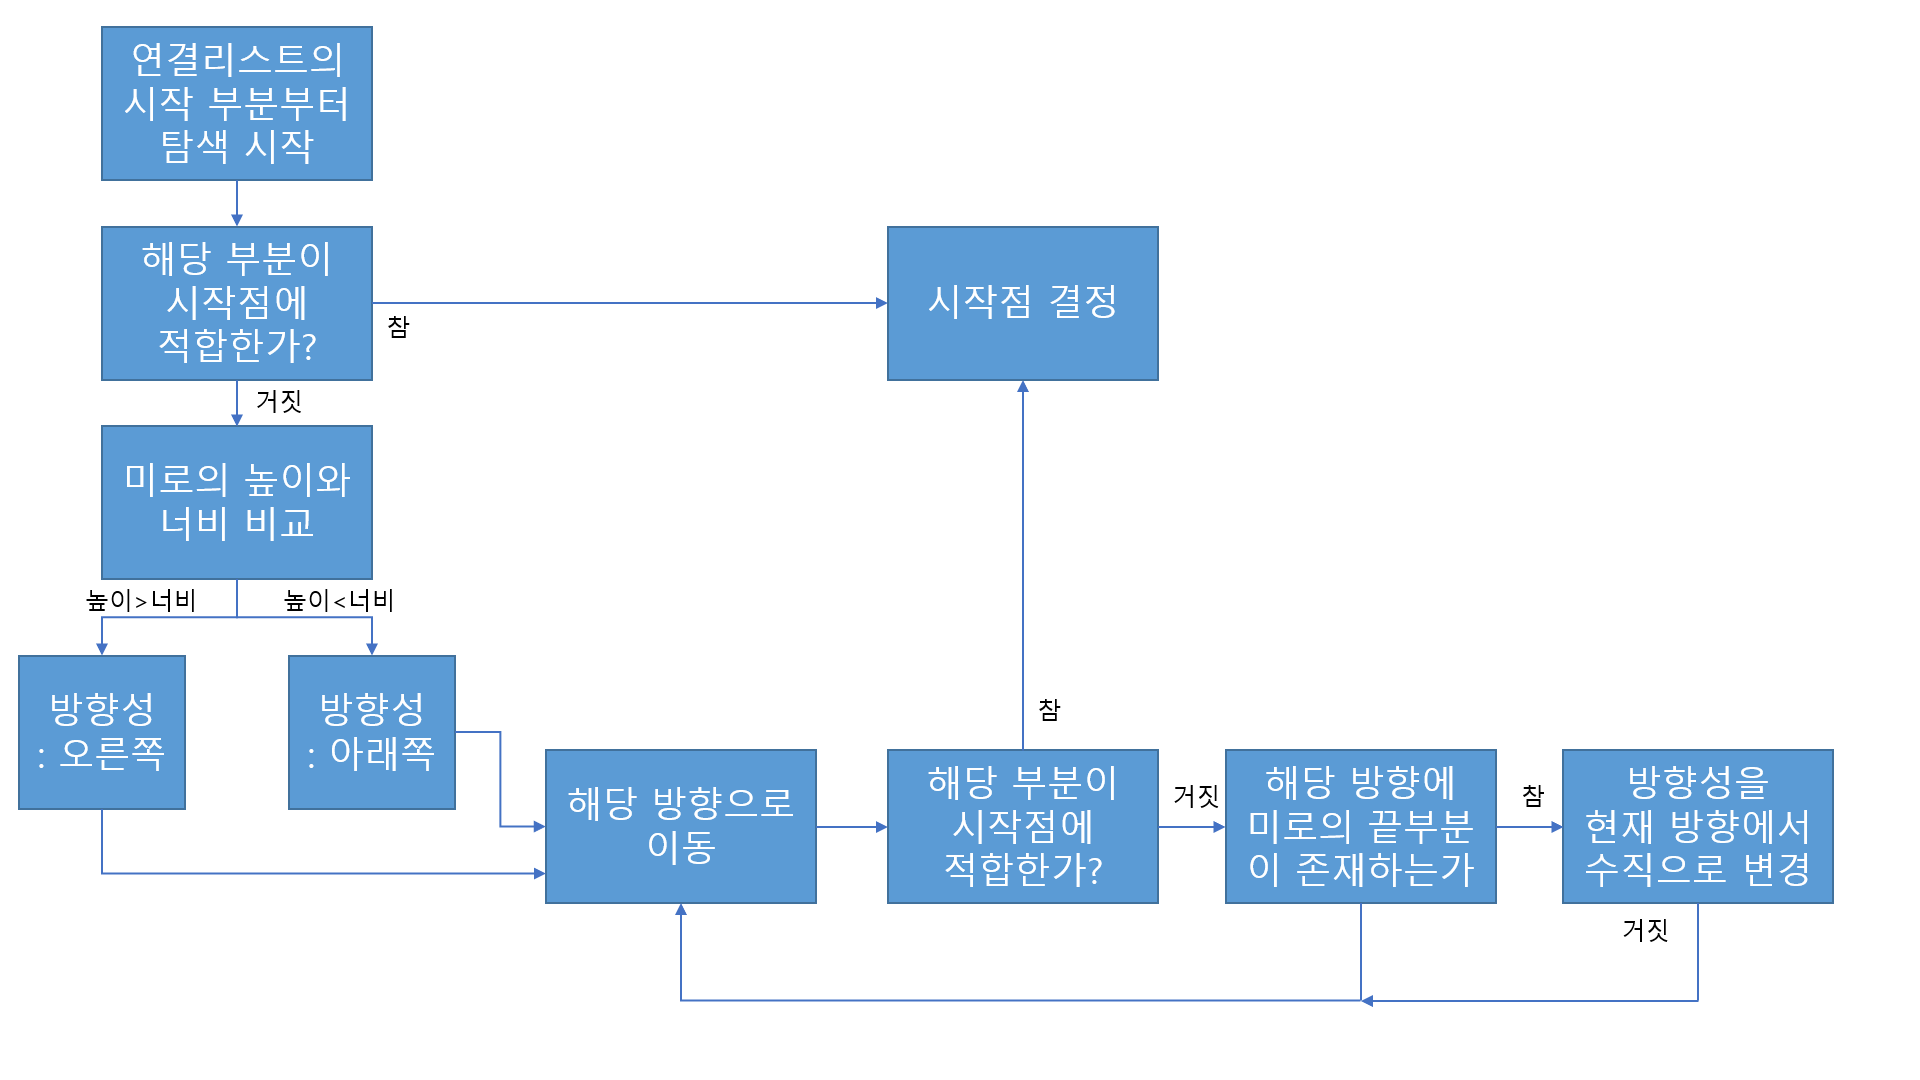 연결리스트의
시작 부분부터
탐색 시작
해당 부분이
시작점에
적합한가?
참
시작점 결정
거짓
미로의 높이와
너비 비교
높이>너비
높이<너비
방향성
: 오른쪽
방향성
: 아래쪽
해당 방향으로
이동
참
해당 부분이
시작점에
적합한가?
거짓
해당 방향에
미로의 끝부분
이 존재하는가
참
방향성을
현재 방향에서
수직으로 변경
거짓